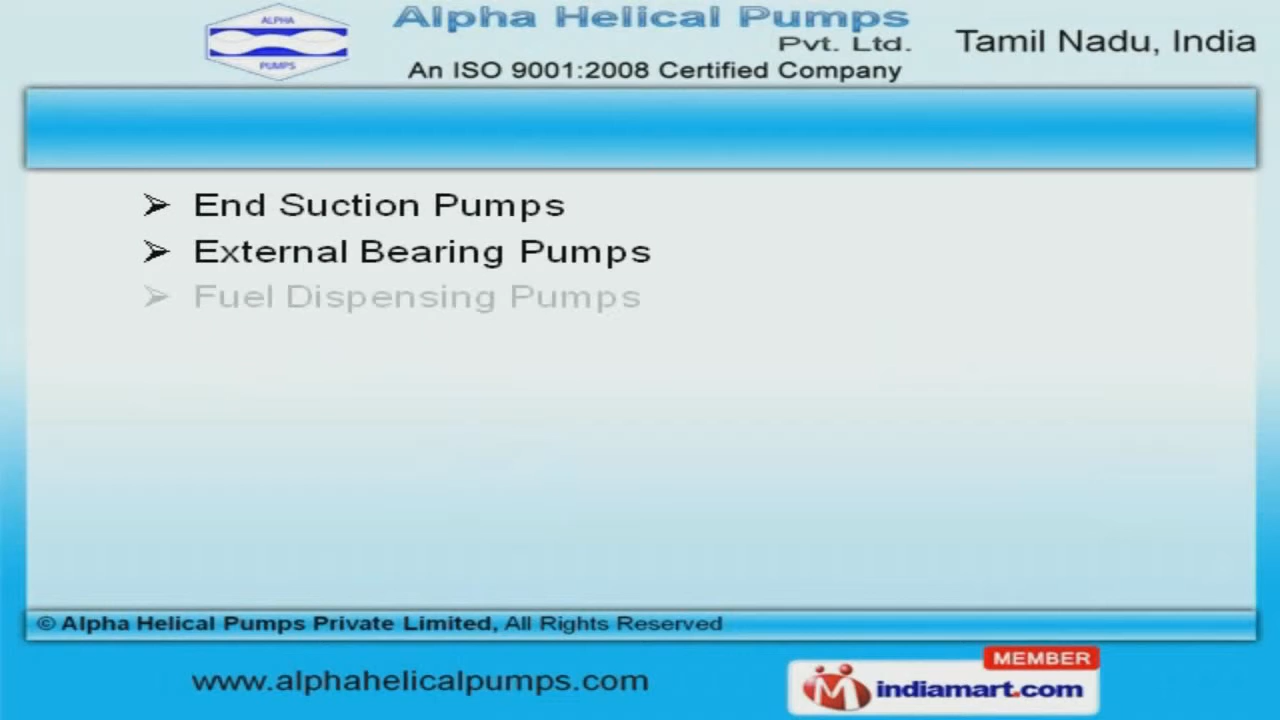 ALPHA
PUMPS
Alpha Helical Pumps
Pvt. Ltd.
An ISO 9001:2008 Certified Company
Tamil Nadu, India
➢ End Suction Pumps
➢ External Bearing Pumps
➢ Fuel Dispensing Pumps
© Alpha Helical Pumps Private Limited, All Rights Reserved
www.alphahelicalpumps.com
MEMBER
indiamart.com